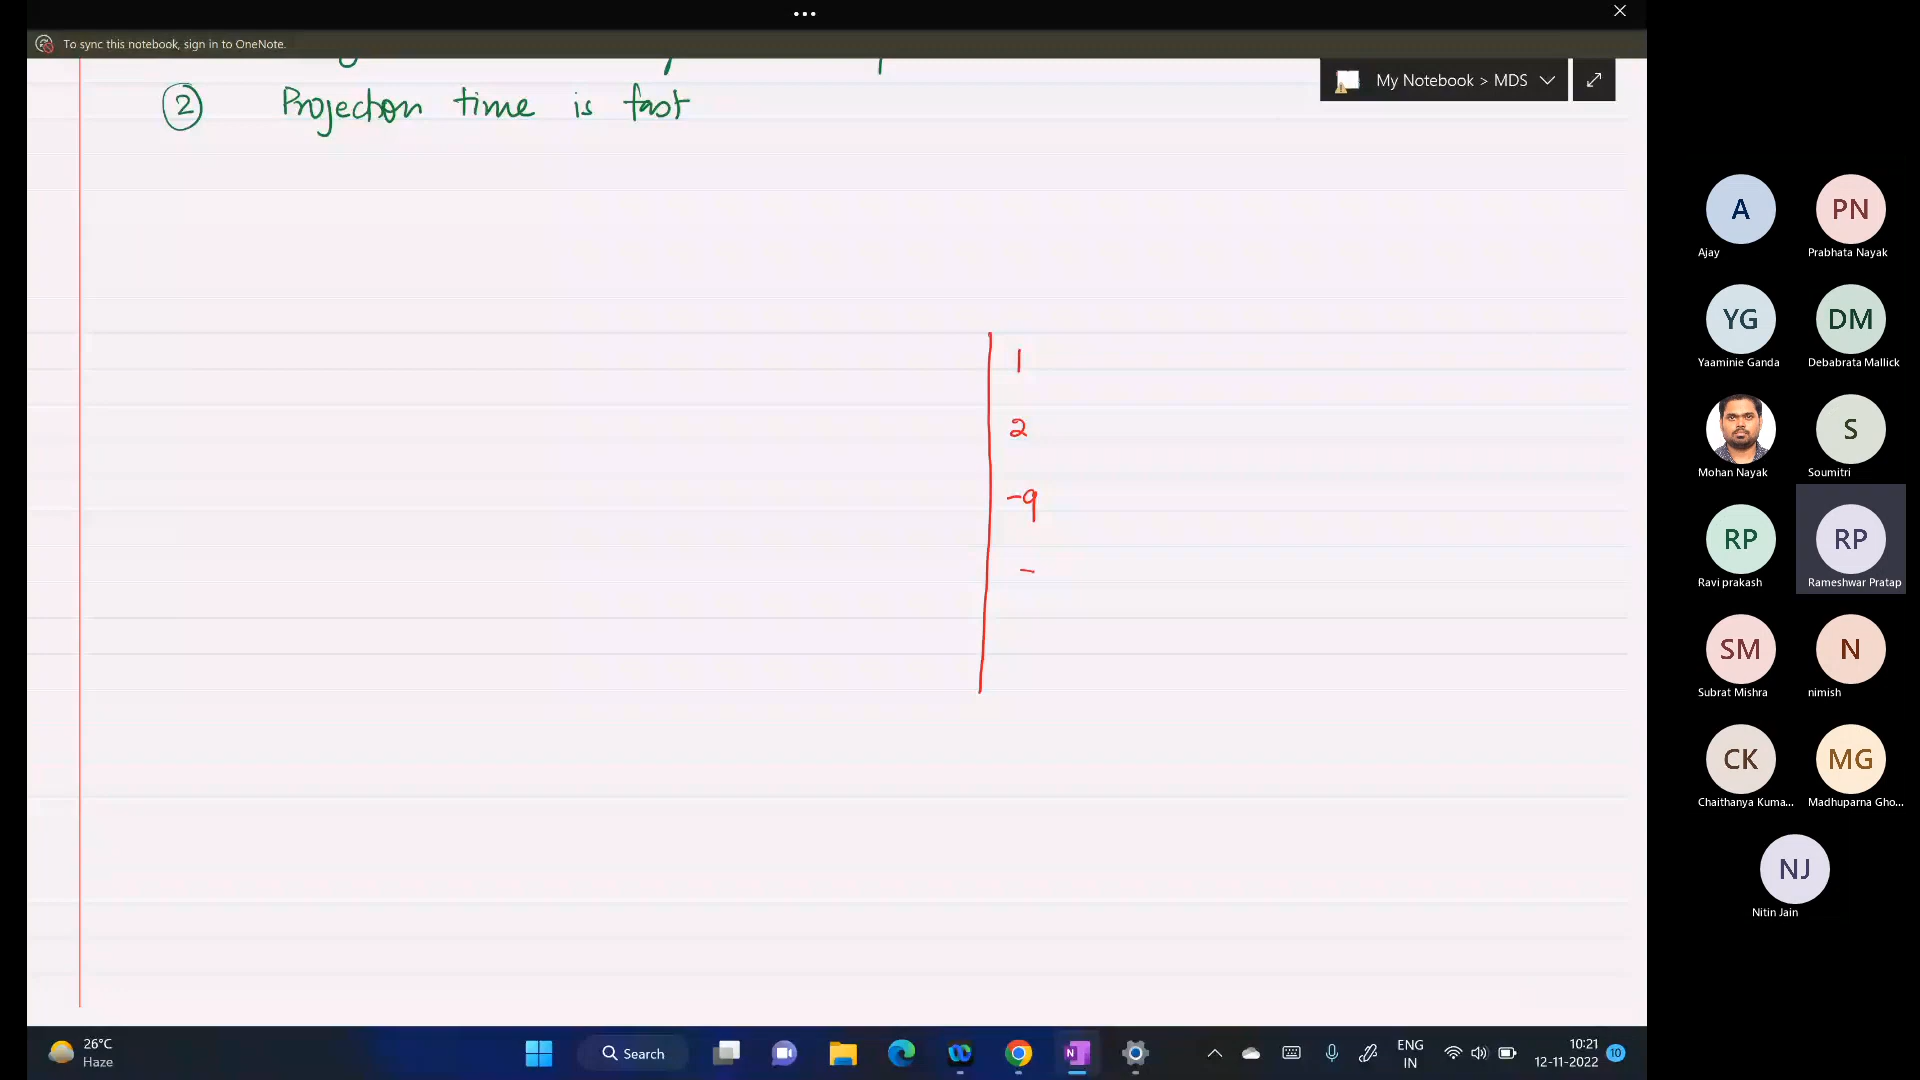 To sync this notebook, sign in to OneNote.
My Notebook > MDS
② Projection time is fast
1
2
-9
-
A
Ajay
PN
Prabhata Nayak
YG
Yaaminie Ganda
DM
Debabrata Mallick
Mohan Nayak
S
Soumitri
RP
Ravi prakash
RP
Rameshwar Pratap
SM
Subrat Mishra
N
nimish
CK
Chaithanya Kuma...
MG
Madhuparna Gho...
NJ
Nitin Jain
26°C
Haze
Search
ENG
IN
10:21
12-11-2022
10